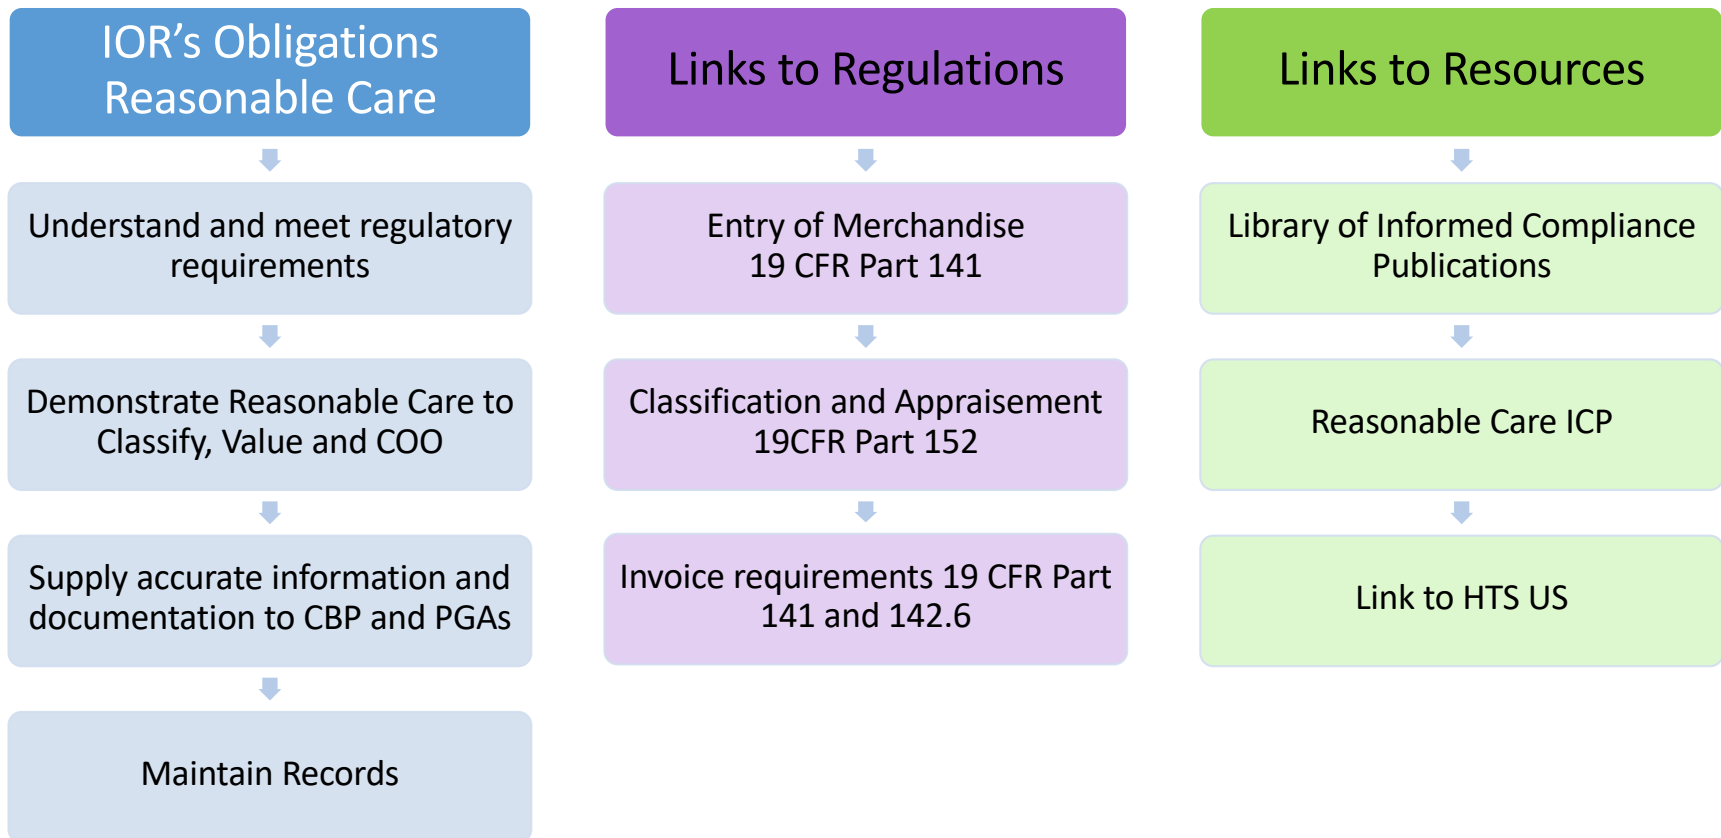 IOR’s Obligations
Reasonable Care
Understand and meet regulatory
requirements
Demonstrate Reasonable Care to
Classify, Value and COO
Supply accurate information and
documentation to CBP and PGAs
Maintain Records
Links to Regulations
Entry of Merchandise
19 CFR Part 141
Classification and Appraisement
19CFR Part 152
Invoice requirements 19 CFR Part
141 and 142.6
Links to Resources
Library of Informed Compliance
Publications
Reasonable Care ICP
Link to HTS US